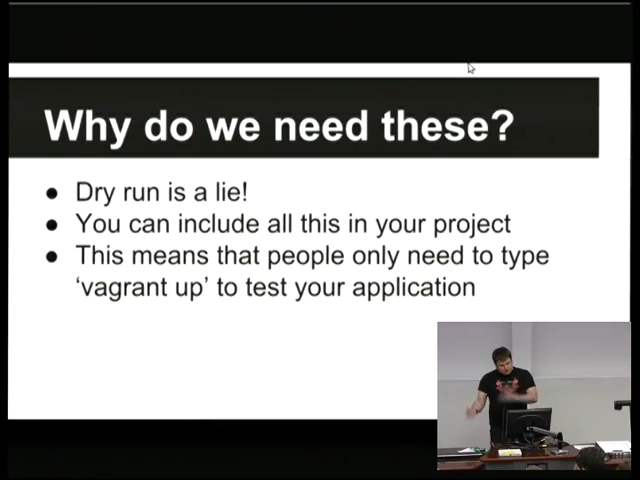 Why do we need these?
● Dry run is a lie!
● You can include all this in your project
● This means that people only need to type
‘vagrant up’ to test your application